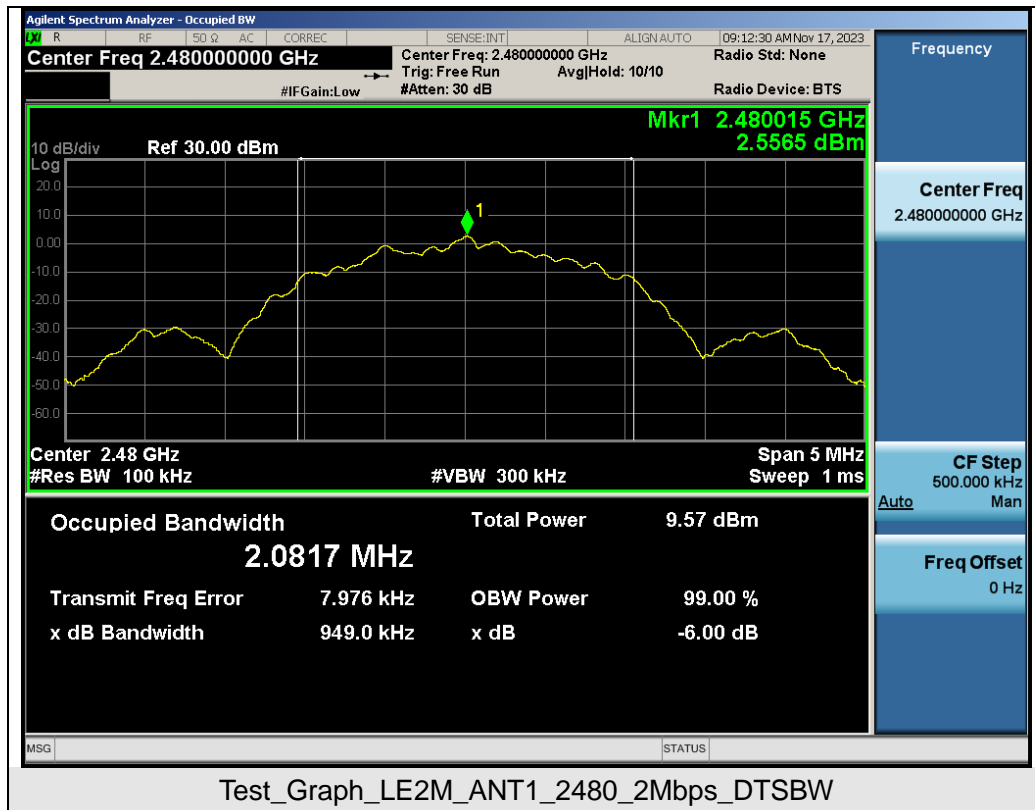 Agilent Spectrum Analyzer - Occupied BW
LXI R RF 50 Ω AC CORREC SENSE:INT ALIGN AUTO 09:12:30 AM Nov 17, 2023
Center Freq 2.480000000 GHz
Center Freq: 2.480000000 GHz Radio Std: None
Trig: Free Run Avg|Hold: 10/10
#IFGain:Low #Atten: 30 dB Radio Device: BTS
Frequency
Mkr1 2.480015 GHz
2.5565 dBm
10 dB/div Ref 30.00 dBm
Log
20.0
10.0
0.00
-10.0
-20.0
-30.0
-40.0
-50.0
-60.0
1
Center 2.48 GHz Span 5 MHz
#Res BW 100 kHz #VBW 300 kHz Sweep 1 ms
Center Freq
2.480000000 GHz
CF Step
500.000 kHz
Auto Man
Freq Offset
0 Hz
Occupied Bandwidth Total Power 9.57 dBm
2.0817 MHz
Transmit Freq Error 7.976 kHz OBW Power 99.00 %
x dB Bandwidth 949.0 kHz x dB -6.00 dB
MSG STATUS
Test_Graph_LE2M_ANT1_2480_2Mbps_DTSBW